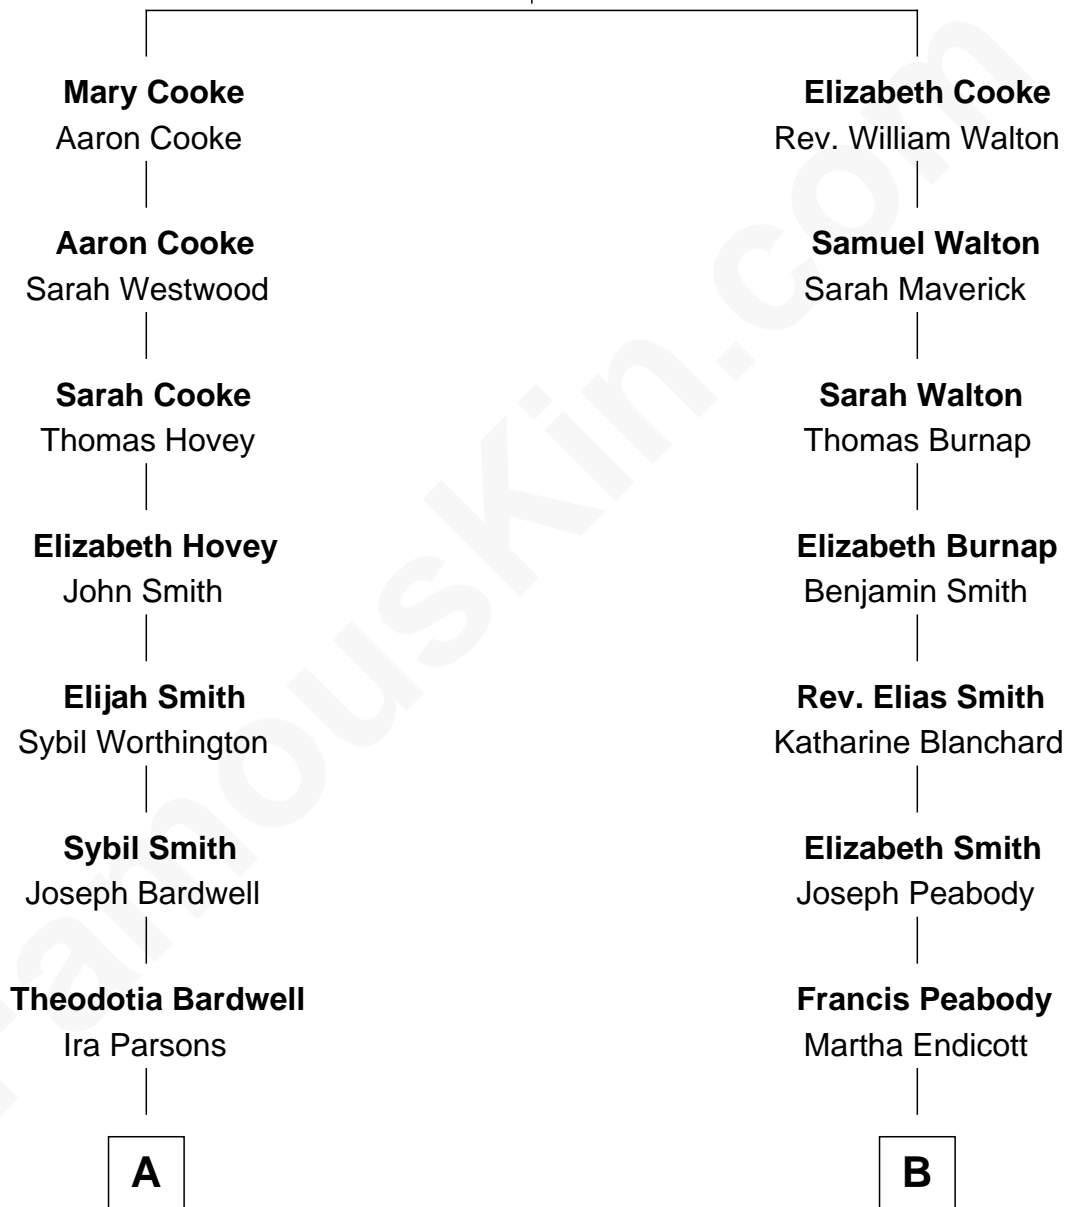 Mary Cooke
Aaron Cooke
Aaron Cooke
Sarah Westwood
Sarah Cooke
Thomas Hovey
Elizabeth Hovey
John Smith
Elijah Smith
Sybil Worthington
Sybil Smith
Joseph Bardwell
Theodotia Bardwell
Ira Parsons
A
Elizabeth Cooke
Rev. William Walton
Samuel Walton
Sarah Maverick
Sarah Walton
Thomas Burnap
Elizabeth Burnap
Benjamin Smith
Rev. Elias Smith
Katharine Blanchard
Elizabeth Smith
Joseph Peabody
Francis Peabody
Martha Endicott
B
FamousKin.com